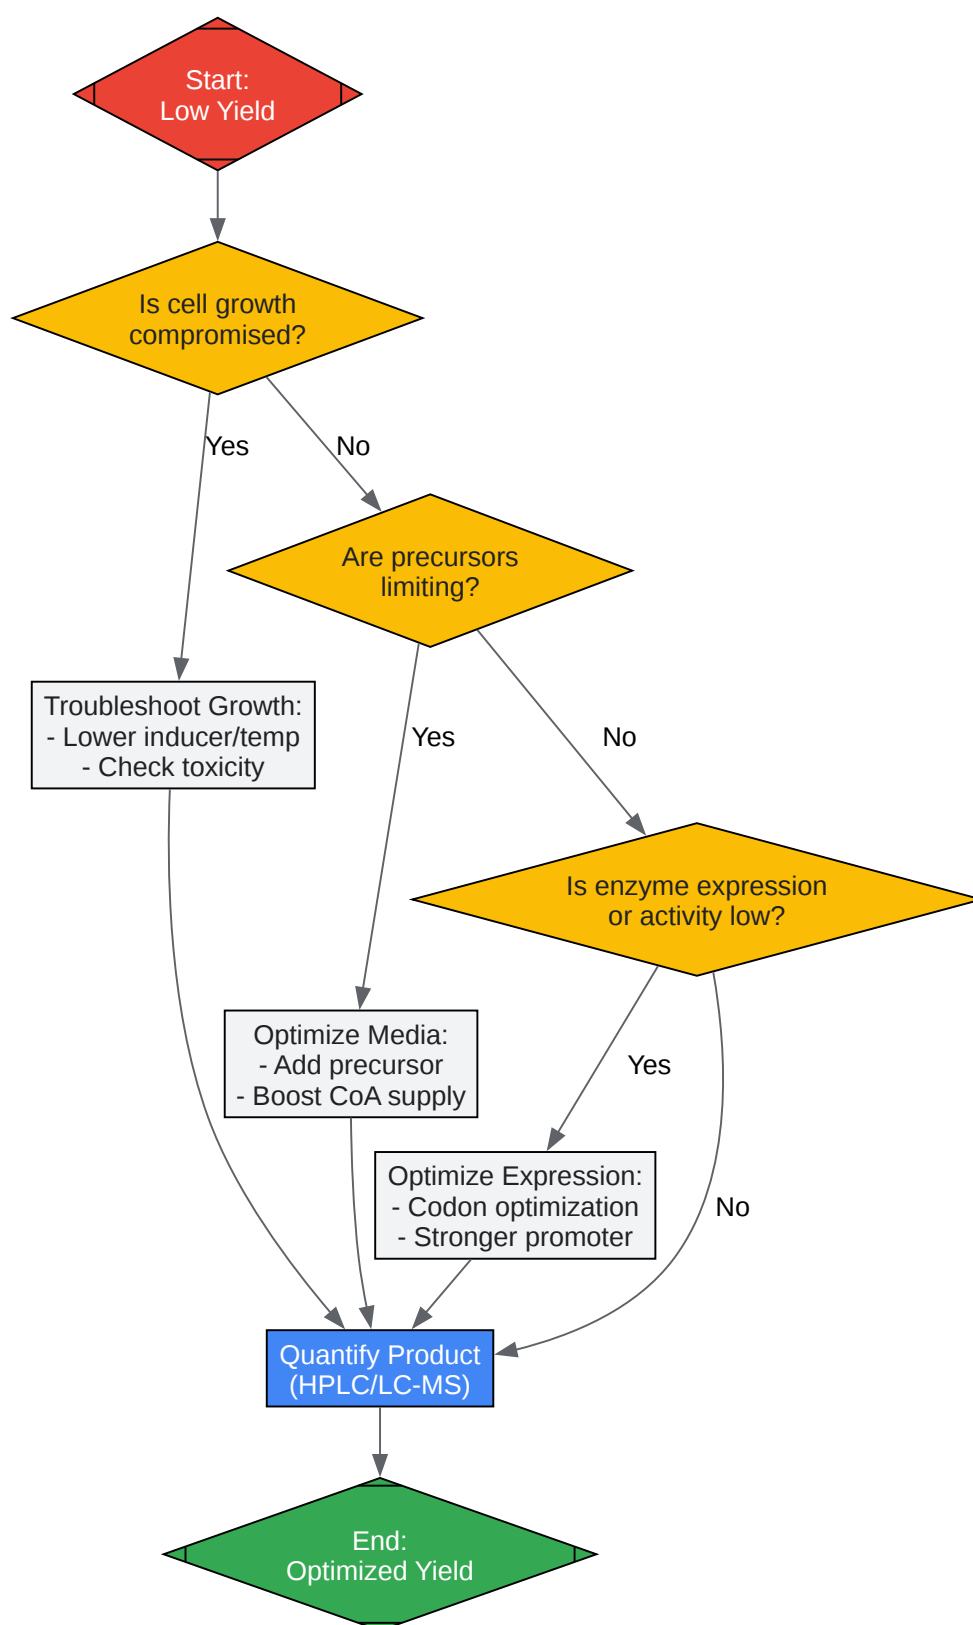 Start:
Low Yield
Is cell growth
compromised?
Yes
No
Are precursors
limiting?
Troubleshoot Growth:
- Lower inducer/temp
- Check toxicity
Yes
No
Is enzyme expression
or activity low?
Optimize Media:
- Add precursor
- Boost CoA supply
Yes
Optimize Expression:
- Codon optimization
- Stronger promoter
No
Quantify Product
(HPLC/LC-MS)
End:
Optimized Yield